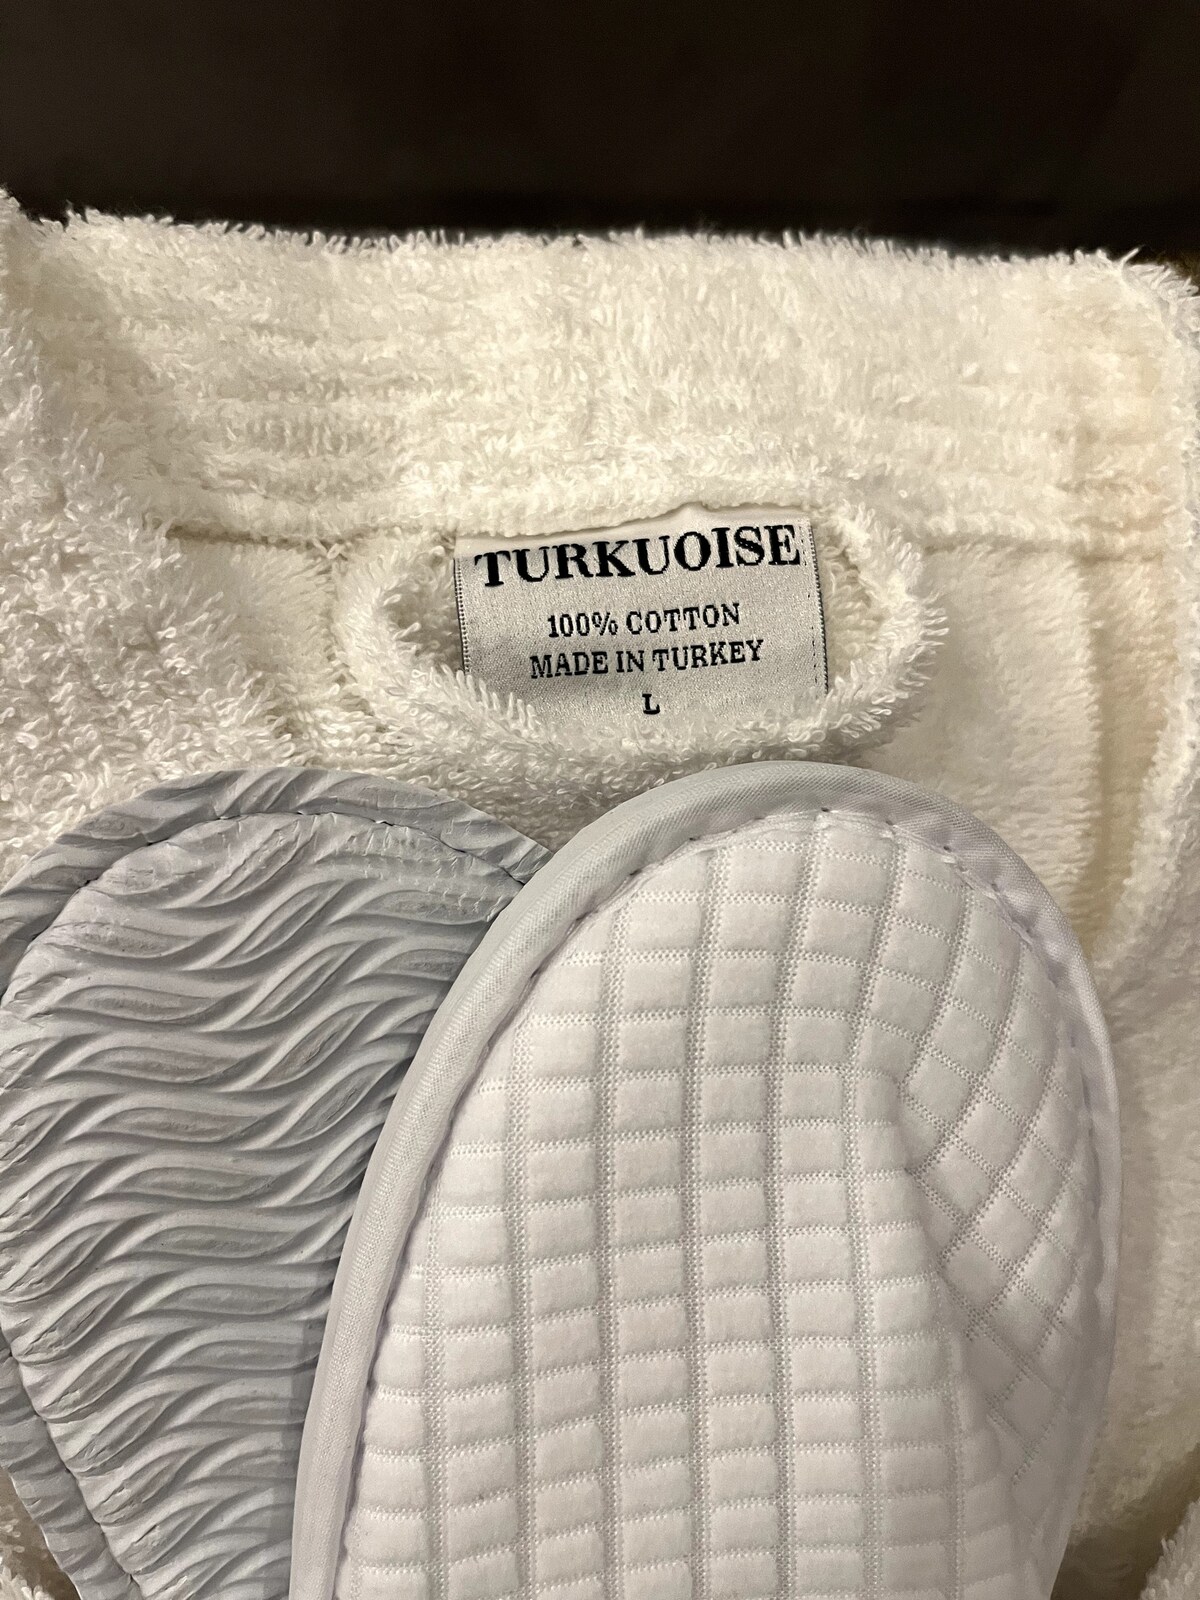 TURKUOISE
100% COTTON
MADE IN TURKEY
L